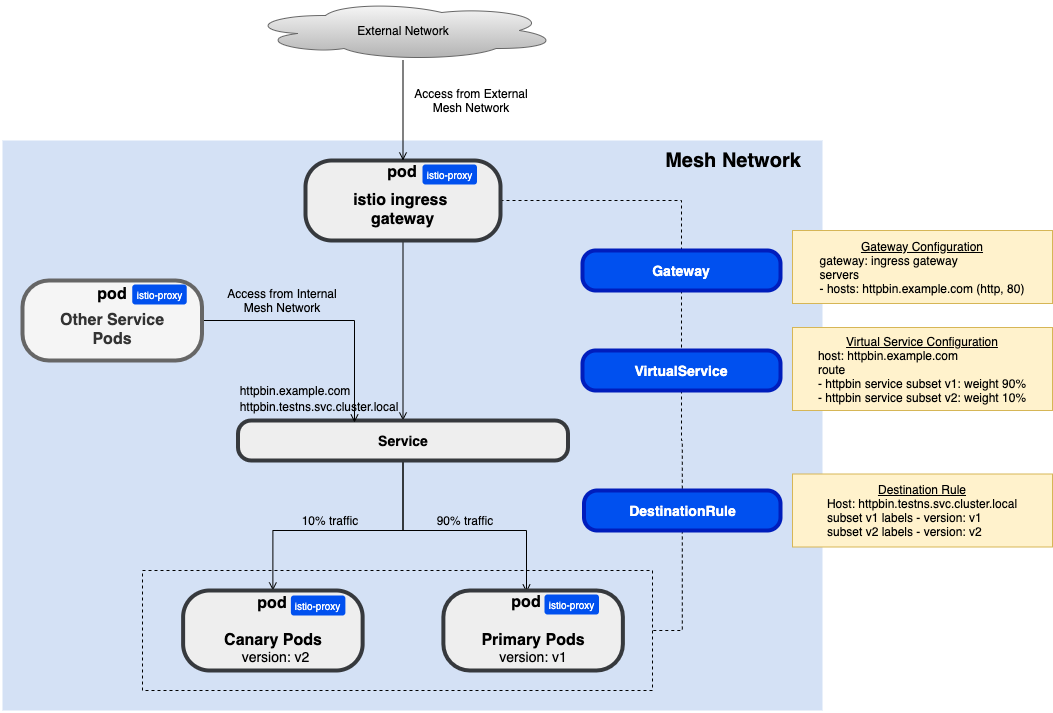 External Network
Access from External
Mesh Network
Mesh Network
pod istio-proxy
istio ingress
gateway
Gateway
Gateway Configuration
gateway: ingress gateway
servers
- hosts: httpbin.example.com (http, 80)
pod istio-proxy
Other Service
Pods
Access from Internal
Mesh Network
VirtualService
Virtual Service Configuration
host: httpbin.example.com
route
- httpbin service subset v1: weight 90%
- httpbin service subset v2: weight 10%
httpbin.example.com
httpbin.testns.svc.cluster.local
Service
DestinationRule
Destination Rule
Host: httpbin.testns.svc.cluster.local
subset v1 labels - version: v1
subset v2 labels - version: v2
10% traffic
90% traffic
pod istio-proxy
Canary Pods
version: v2
pod istio-proxy
Primary Pods
version: v1